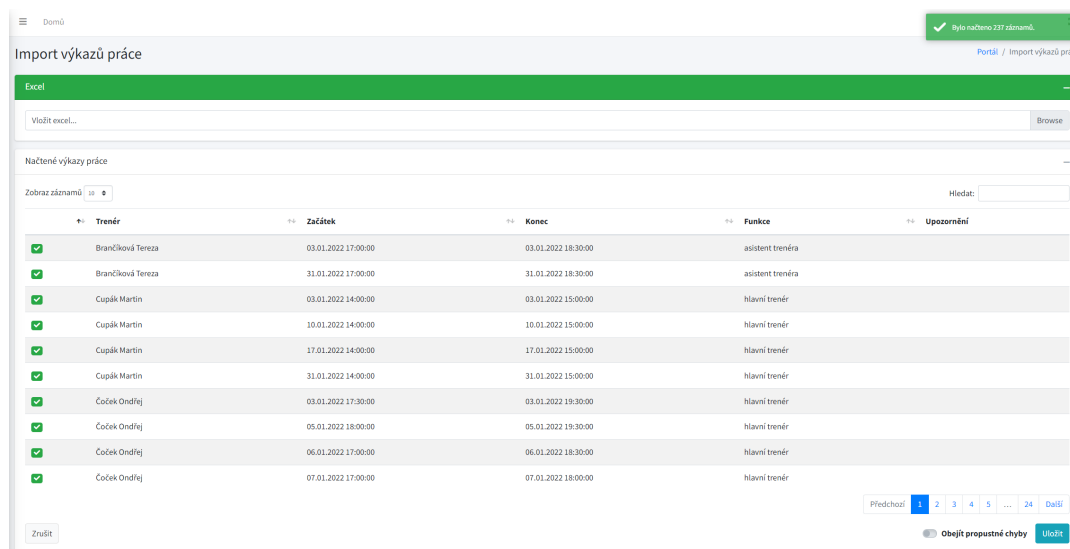 Domů
Bylo načteno 237 záznamů.
Import výkazů práce
Portál / Import výkazů prá
Excel
Vložit excel... Browse
Načtené výkazy práce
Zobraz záznamů 10 Hledat:
Trenér Začátek Konec Funkce Upozornění
Brančíková Tereza 03.01.2022 17:00:00 03.01.2022 18:30:00 asistent trenéra
Brančíková Tereza 31.01.2022 17:00:00 31.01.2022 18:30:00 asistent trenéra
Cupák Martin 03.01.2022 14:00:00 03.01.2022 15:00:00 hlavní trenér
Cupák Martin 10.01.2022 14:00:00 10.01.2022 15:00:00 hlavní trenér
Cupák Martin 17.01.2022 14:00:00 17.01.2022 15:00:00 hlavní trenér
Cupák Martin 31.01.2022 14:00:00 31.01.2022 15:00:00 hlavní trenér
Čoček Ondřej 03.01.2022 17:30:00 03.01.2022 19:30:00 hlavní trenér
Čoček Ondřej 05.01.2022 18:00:00 05.01.2022 19:30:00 hlavní trenér
Čoček Ondřej 06.01.2022 17:00:00 06.01.2022 18:30:00 hlavní trenér
Čoček Ondřej 07.01.2022 17:00:00 07.01.2022 18:00:00 hlavní trenér
Předchozí 1 2 3 4 5 ... 24 Další
Zrušit Obejít propustné chyby Uložit